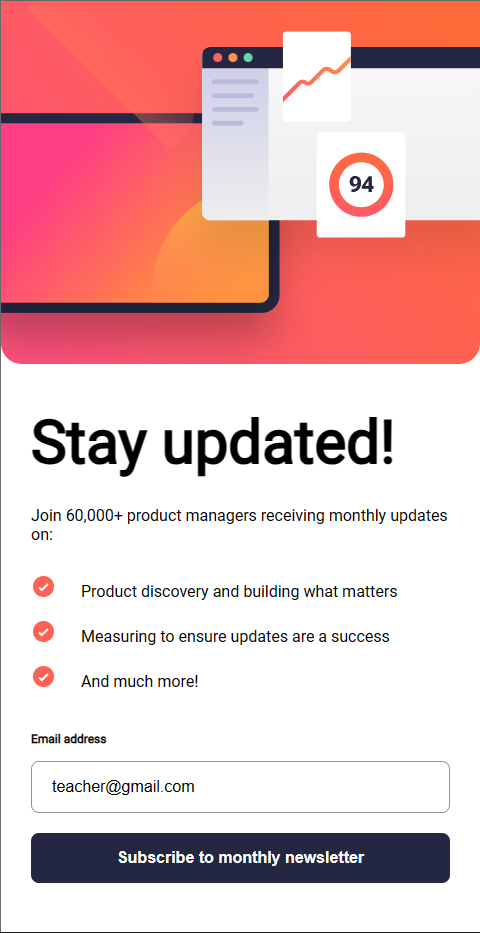 94
Stay updated!
Join 60,000+ product managers receiving monthly updates
on:
Product discovery and building what matters
Measuring to ensure updates are a success
And much more!
Email address
teacher@gmail.com
Subscribe to monthly newsletter